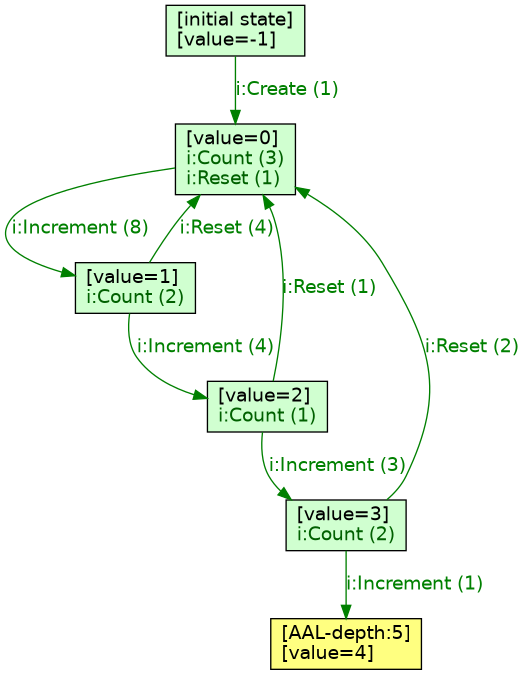 [initial state]
[value=-1]
i:Create (1)
[value=0]
i:Count (3)
i:Reset (1)
i:Increment (8)
i:Reset (4)
[value=1]
i:Count (2)
i:Reset (1)
i:Increment (4)
i:Reset (2)
[value=2]
i:Count (1)
i:Increment (3)
[value=3]
i:Count (2)
i:Increment (1)
[AAL-depth:5]
[value=4]